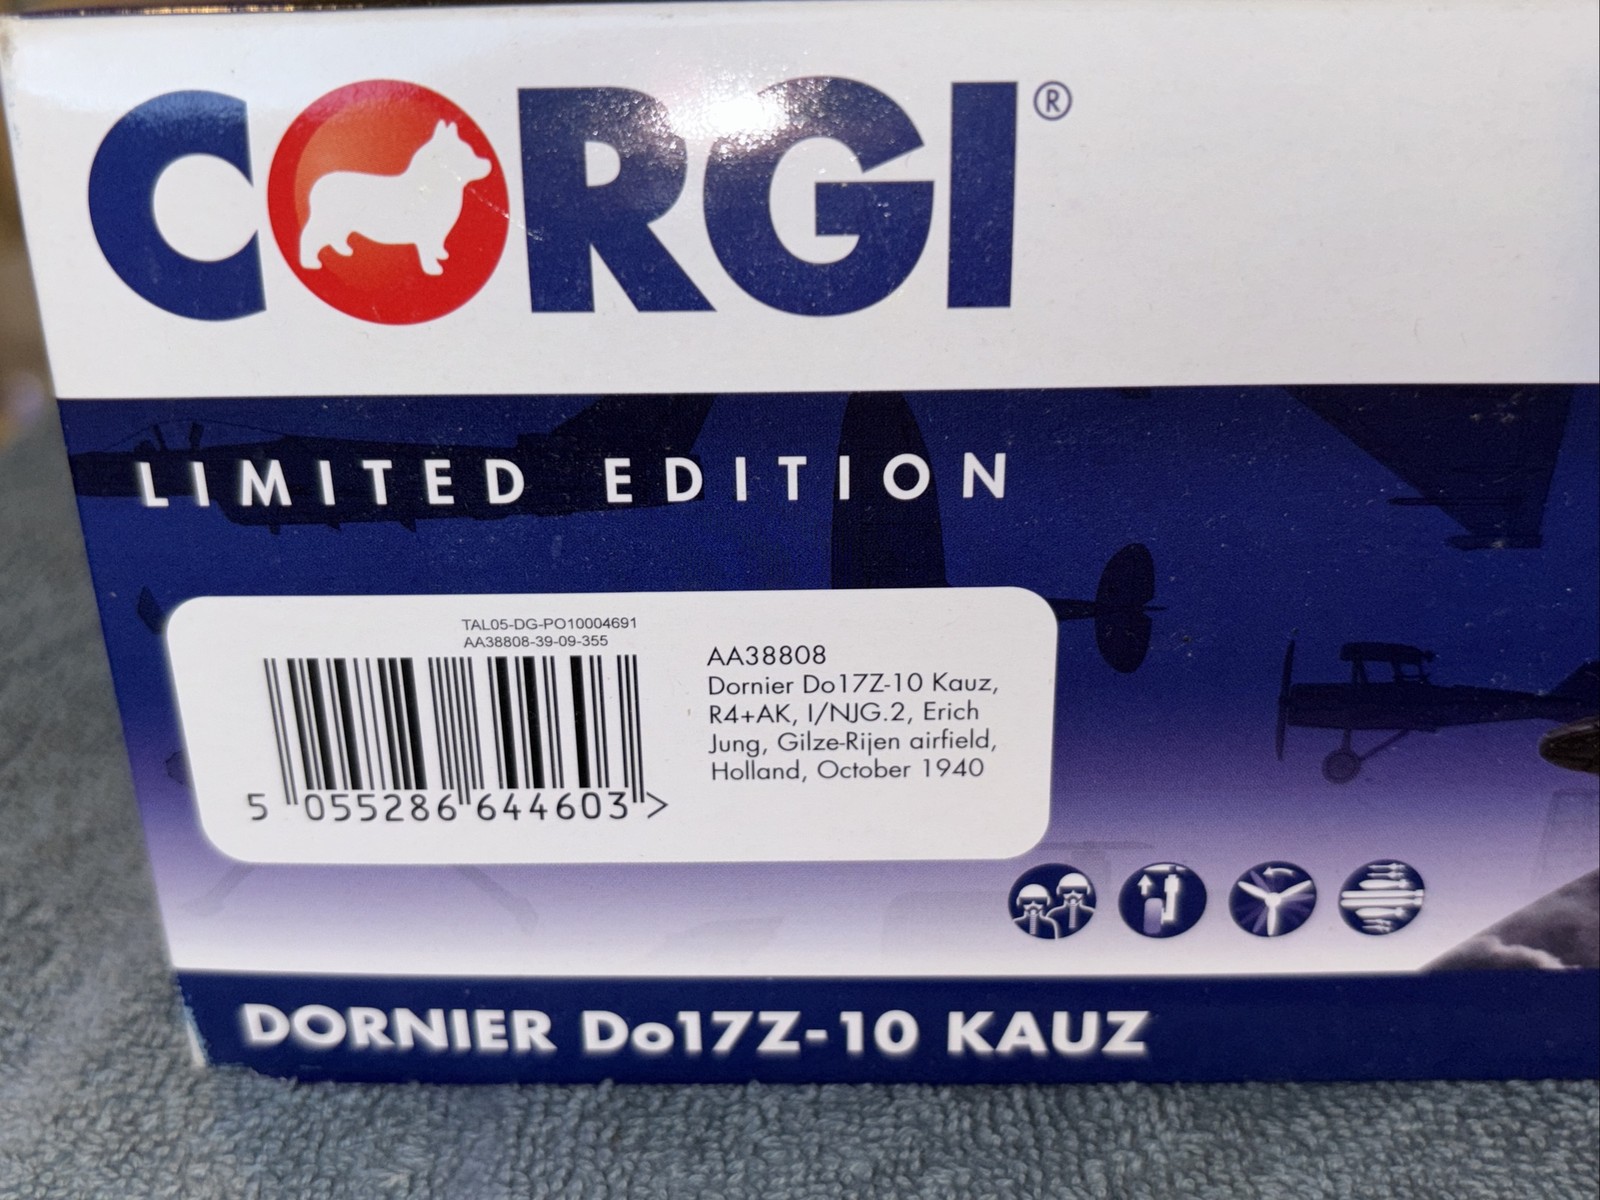 CORGI®
LIMITED EDITION
TAL05-DG-PO10004691
AA38808-39-09-355
5 055286 644603 >
AA38808
Dornier Do17Z-10 Kauz,
R4+AK, I/NJG.2, Erich
Jung, Gilze-Rijen airfield,
Holland, October 1940
DORNIER Do17Z-10 KAUZ